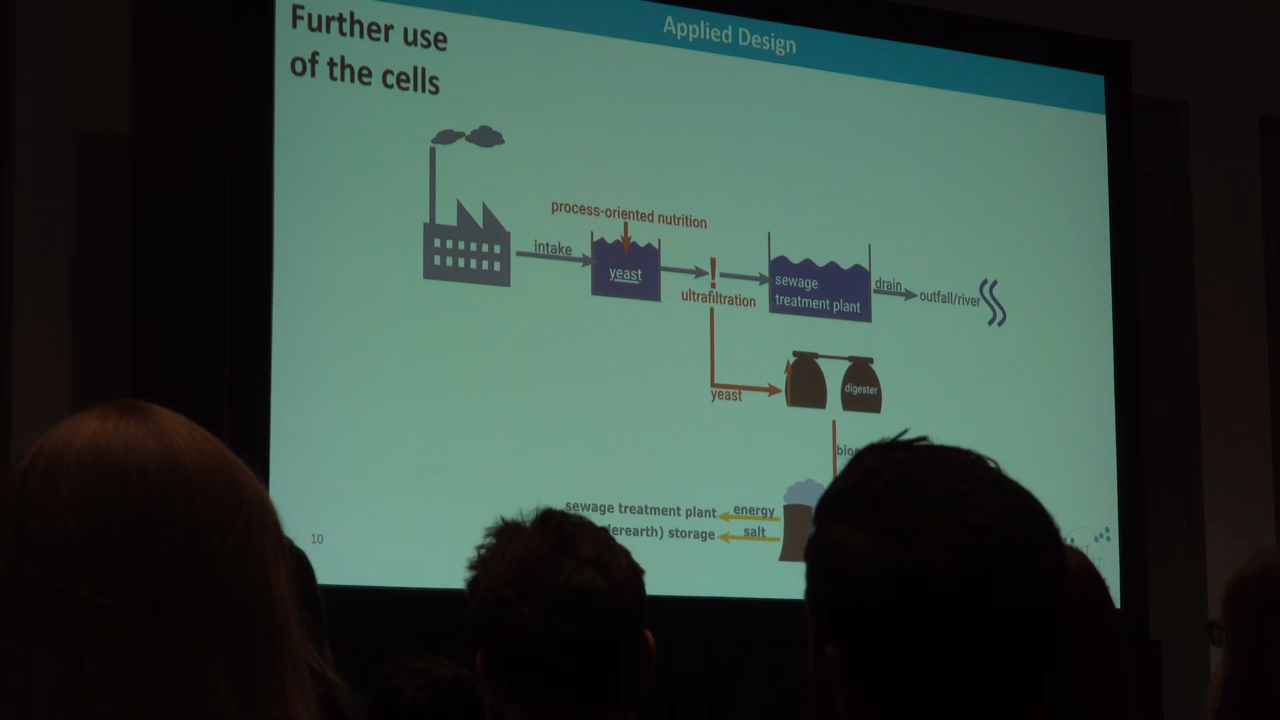 Further use
of the cells
Applied Design
process-oriented nutrition
intake
yeast
ultrafiltration
sewage
treatment plant
drain
outfall/river
yeast
digester
sewage treatment plant
energy
storage
salt
10